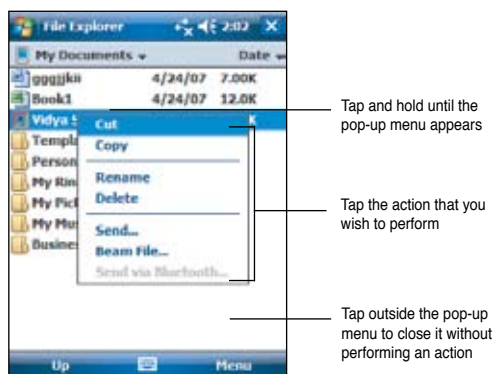 File Explorer 2:02
My Documents Date
gggjjkii 4/24/07 7.00K
Book1 4/24/07 12.0K
Vidya K
Templ
Person
My Rin
My Pic
My Mu
Busine
Cut
Copy
Rename
Delete
Send...
Beam File...
Send via Bluetooth...
Up Menu
Tap and hold until the
pop-up menu appears
Tap the action that you
wish to perform
Tap outside the pop-up
menu to close it without
performing an action